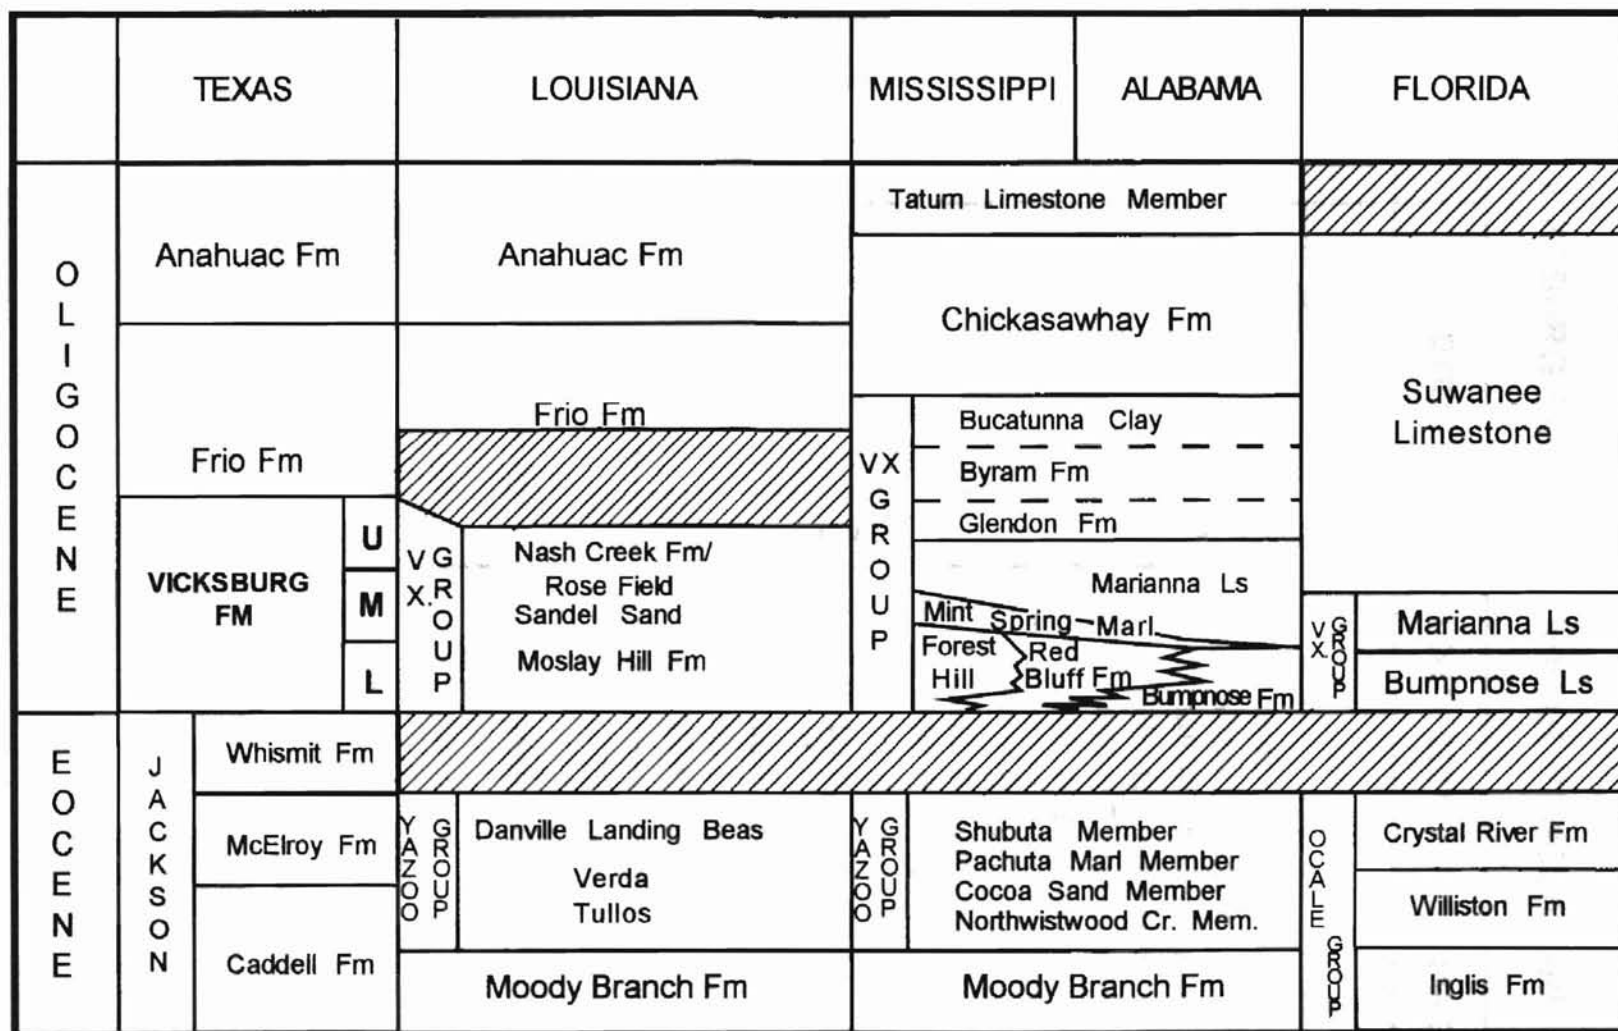 TEXAS
LOUISIANA
MISSISSIPPI
ALABAMA
FLORIDA
OLIGOCENE
Anahuac Fm
Frio Fm
VICKSBURG
FM
U
M
L
Anahuac Fm
Frio Fm
VX.
GROUP
Nash Creek Fm/
Rose Field
Sandel Sand
Moslay Hill Fm
Tatum Limestone Member
Chickasawhay Fm
VX
GROUP
Bucatunna Clay
Byram Fm
Glendon Fm
Marianna Ls
Mint Spring Marl
Forest
Hill
Red
Bluff Fm
Bumpnose Fm
Suwanee
Limestone
VX.
GROUP
Marianna Ls
Bumpnose Ls
EOCENE
JACKSON
Whismit Fm
McElroy Fm
Caddell Fm
YAZOO
GROUP
Danville Landing Beas
Verda
Tullos
Moody Branch Fm
YAZOO
GROUP
Shubuta Member
Pachuta Marl Member
Cocoa Sand Member
Northwistwood Cr. Mem.
Moody Branch Fm
OCALE
GROUP
Crystal River Fm
Williston Fm
Inglis Fm